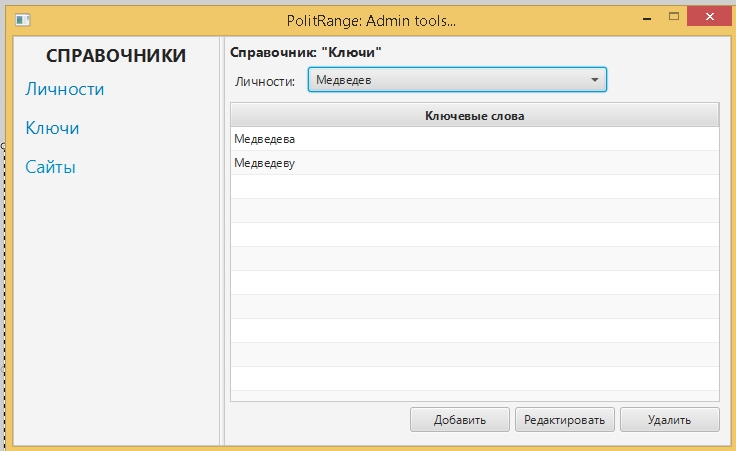 PolitRange: Admin tools...
СПРАВОЧНИКИ
Личности
Ключи
Сайты
Справочник: "Ключи"
Личности: Медведев
Ключевые слова
Медведева
Медведеву
Добавить Редактировать Удалить